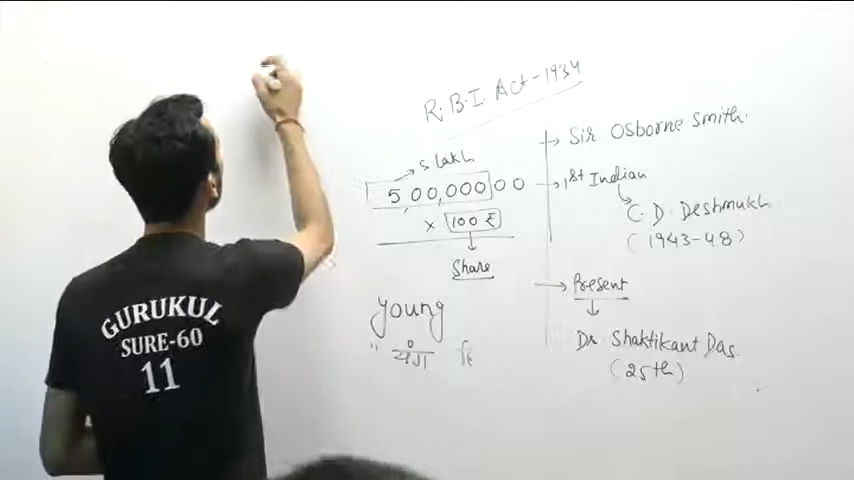 R.B.I. Act-1934
5 lakh
5 00,000 00
x 100 ₹
Share
young
" यंग हि
Sir Osborne Smith.
1st Indian
C. D. Deshmukh
(1943-48)
Present
Dr Shaktikant Das.
(25th)
GURUKUL
SURE-60
11